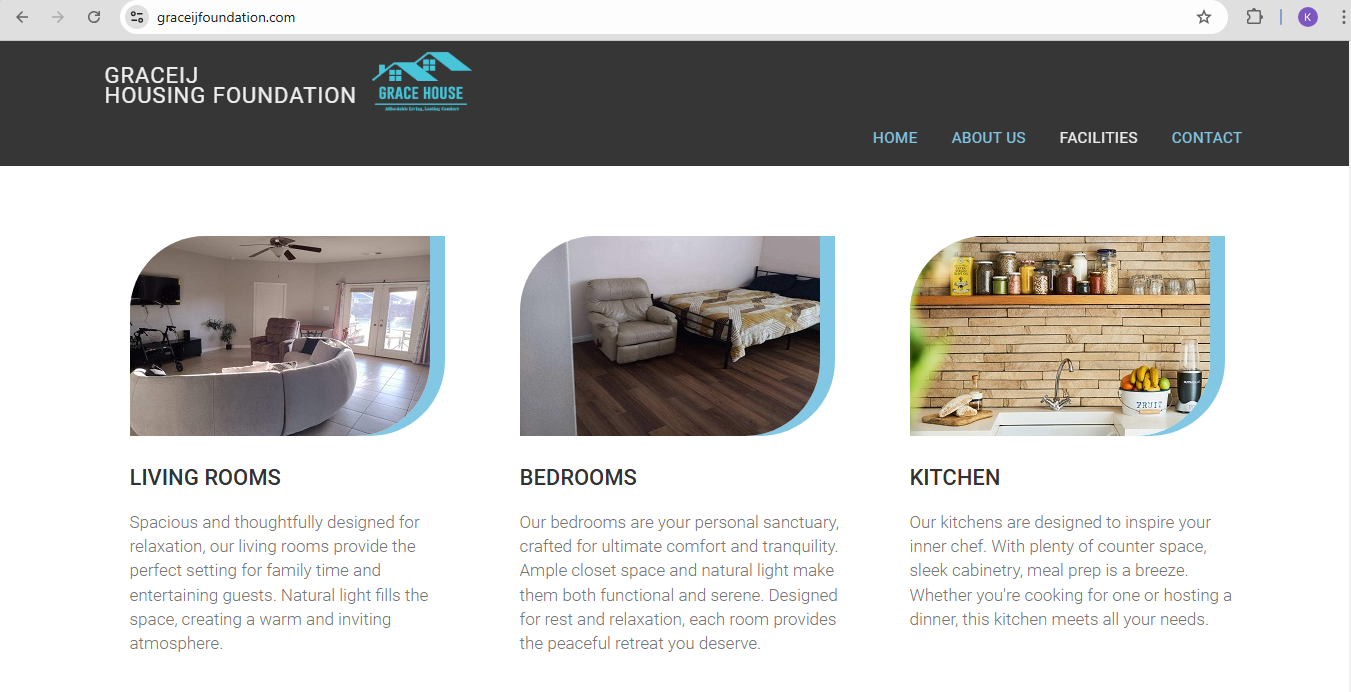 graceijfoundation.com
K
GRACEIJ
HOUSING FOUNDATION
GRACE HOUSE
Affordable Living, Lasting Comfort
HOME ABOUT US FACILITIES CONTACT
LIVING ROOMS
Spacious and thoughtfully designed for
relaxation, our living rooms provide the
perfect setting for family time and
entertaining guests. Natural light fills the
space, creating a warm and inviting
atmosphere.
BEDROOMS
Our bedrooms are your personal sanctuary,
crafted for ultimate comfort and tranquility.
Ample closet space and natural light make
them both functional and serene. Designed
for rest and relaxation, each room provides
the peaceful retreat you deserve.
FRUIT
KITCHEN
Our kitchens are designed to inspire your
inner chef. With plenty of counter space,
sleek cabinetry, meal prep is a breeze.
Whether you're cooking for one or hosting a
dinner, this kitchen meets all your needs.